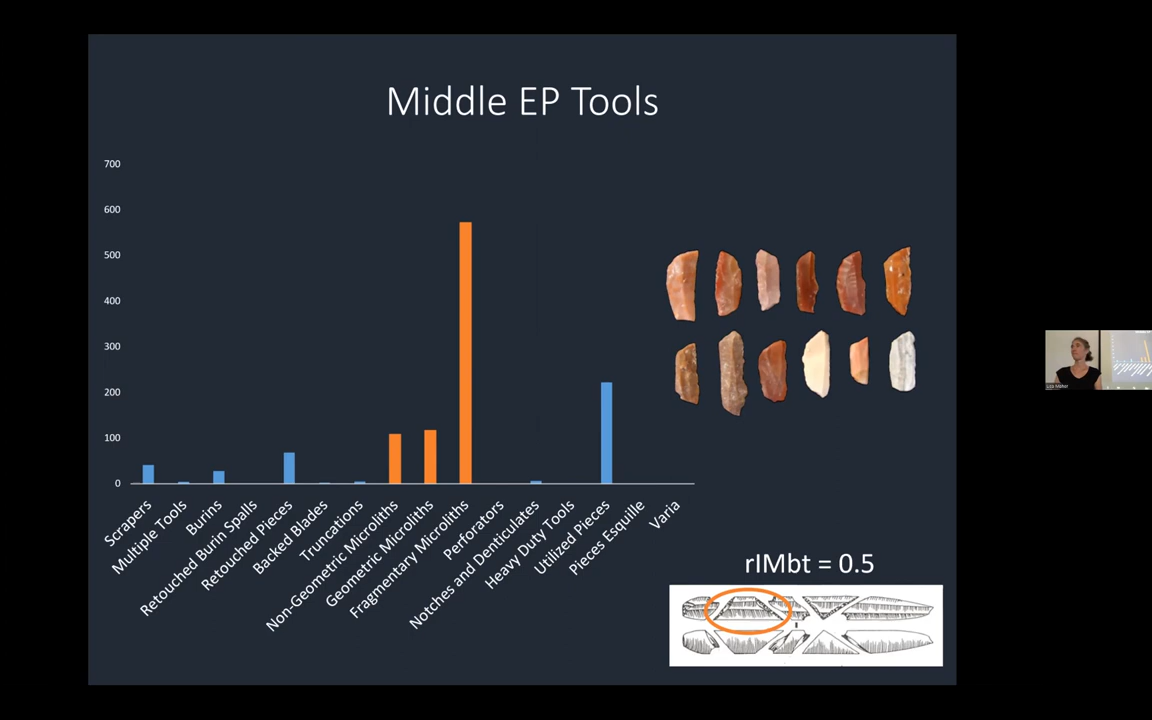 Middle EP Tools
700
600
500
400
300
200
100
0
Scrapers
Multiple Tools
Burins
Retouched Burin Spalls
Retouched Pieces
Backed Blades
Truncations
Non-Geometric Microliths
Geometric Microliths
Fragmentary Microliths
Perforators
Notches and Denticulates
Heavy Duty Tools
Utilized Pieces
Pieces Esquille
Varia
rIMbt = 0.5